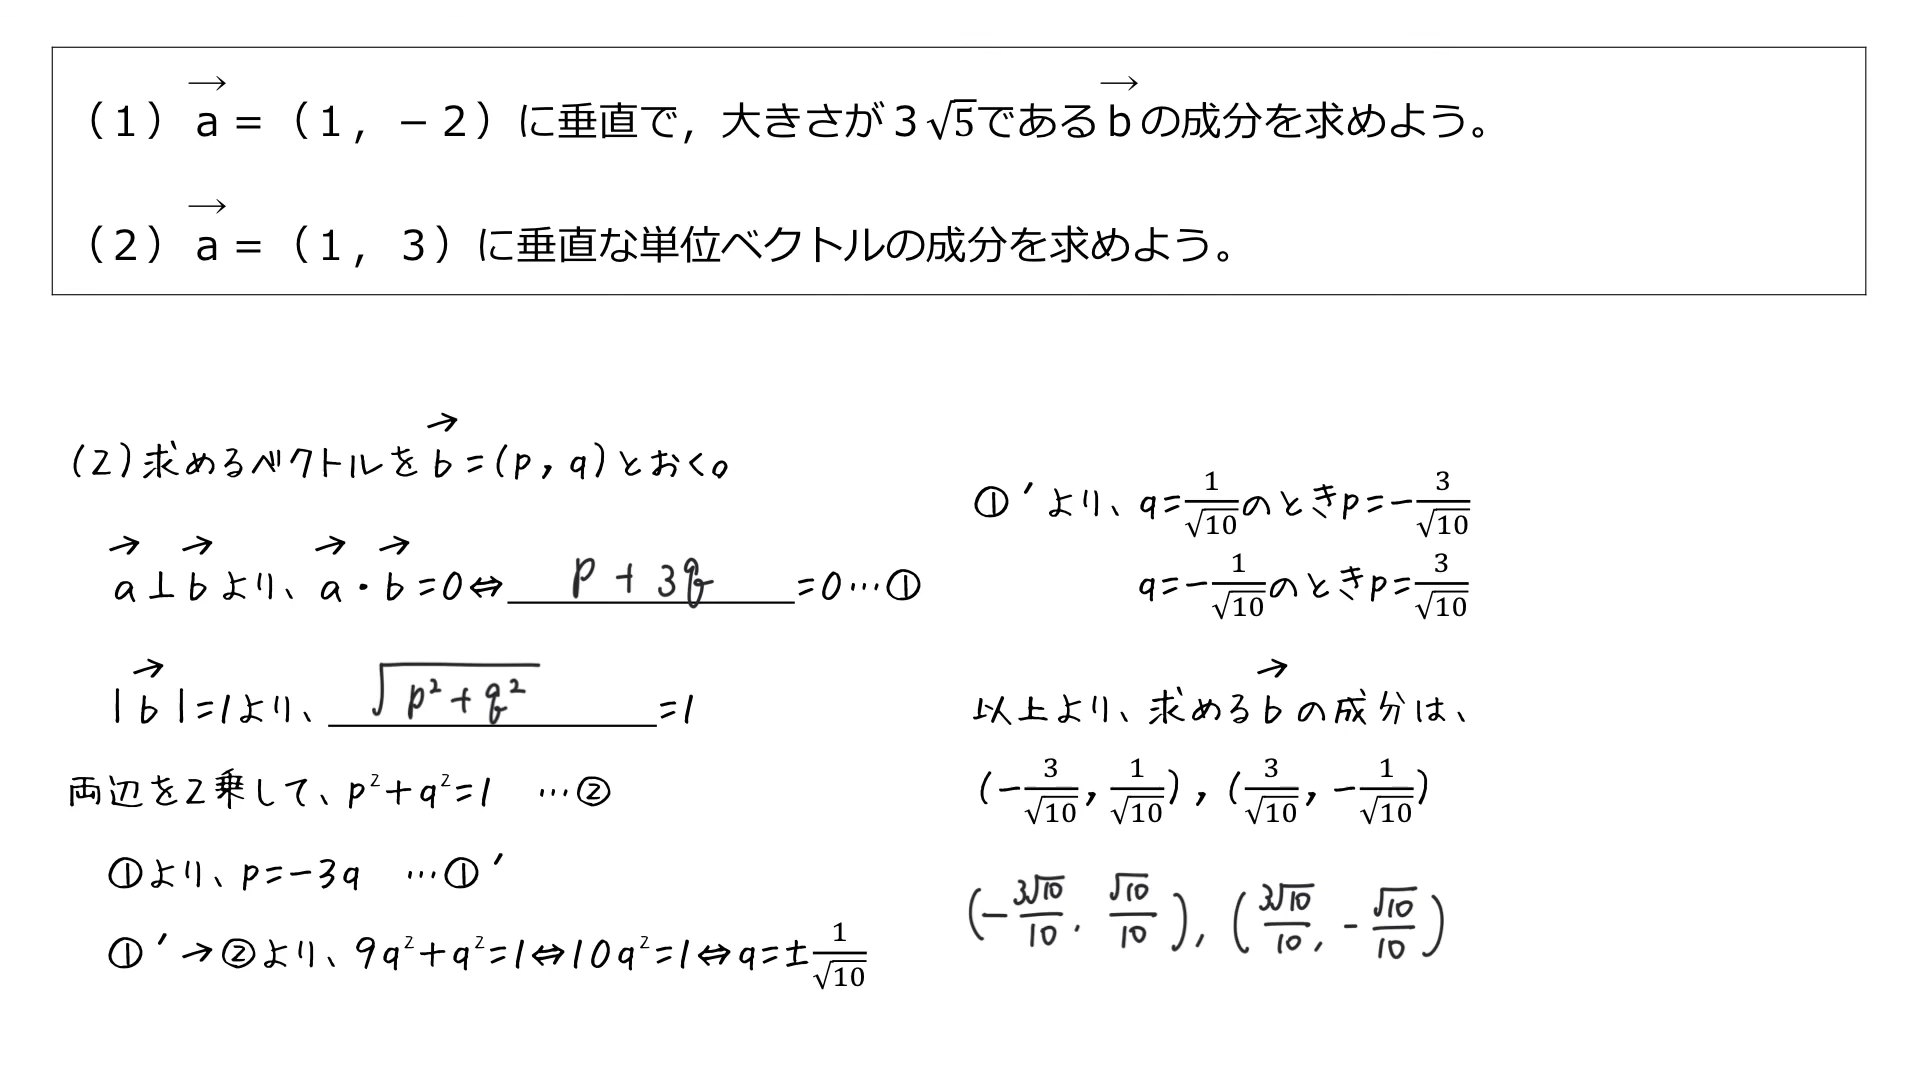 （１）a→＝（１，－２）に垂直で，大きさが３√5であるb→の成分を求めよう。
（２）a→＝（１，３）に垂直な単位ベクトルの成分を求めよう。
(2)求めるベクトルをb→=(p,q)とおく。
a→⊥b→より、a→・b→=0⇔p+3q=0…①
|b→|=1より、√(p²+q²)=1
両辺を2乗して、p²+q²=1 …②
①より、p=-3q …①′
①′→②より、9q²+q²=1⇔10q²=1⇔q=±1/√10
①′より、q=1/√10のときp=-3/√10
q=-1/√10のときp=3/√10
以上より、求めるb→の成分は、
(-3/√10,1/√10),(3/√10,-1/√10)
(-3√10/10,√10/10),(3√10/10,-√10/10)